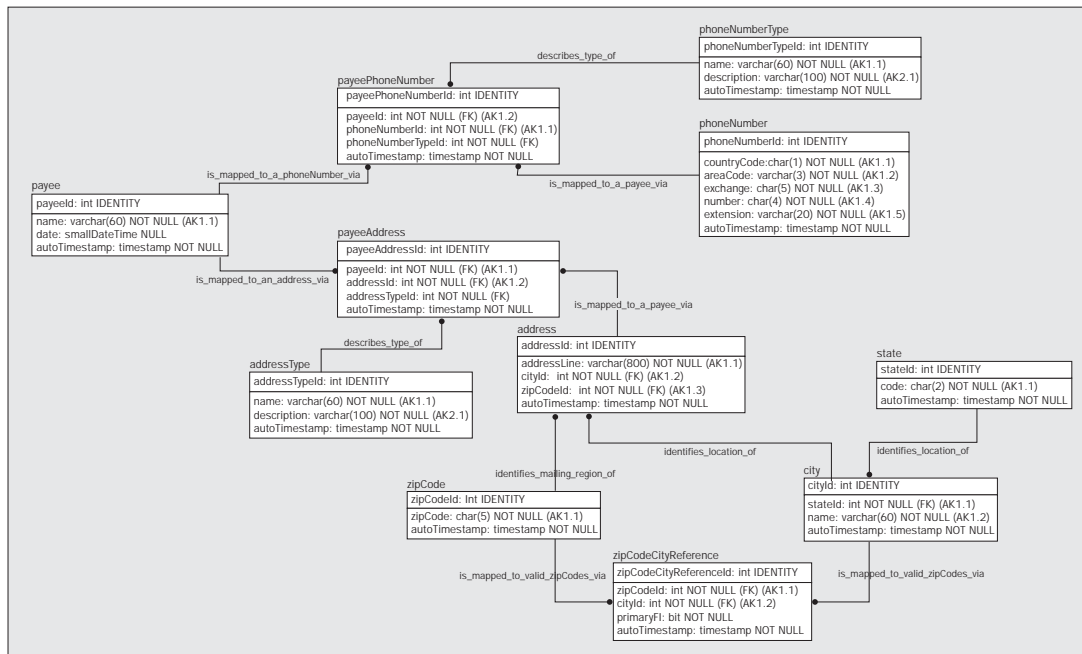 phoneNumberType
phoneNumberTypeId: int IDENTITY
name: varchar(60) NOT NULL (AK1.1)
description: varchar(100) NOT NULL (AK2.1)
autoTimestamp: timestamp NOT NULL
describes_type_of
payeePhoneNumber
payeePhoneNumberId: int IDENTITY
payeeId: int NOT NULL (FK) (AK1.2)
phoneNumberId: int NOT NULL (FK) (AK1.1)
phoneNumberTypeId: int NOT NULL (FK)
autoTimestamp: timestamp NOT NULL
phoneNumber
phoneNumberId: int IDENTITY
countryCode:char(1) NOT NULL (AK1.1)
areaCode: varchar(3) NOT NULL (AK1.2)
exchange: char(5) NOT NULL (AK1.3)
number: char(4) NOT NULL (AK1.4)
extension: varchar(20) NOT NULL (AK1.5)
autoTimestamp: timestamp NOT NULL
is_mapped_to_a_phoneNumber_via
is_mapped_to_a_payee_via
payee
payeeId: int IDENTITY
name: varchar(60) NOT NULL (AK1.1)
date: smallDateTime NULL
autoTimestamp: timestamp NOT NULL
payeeAddress
payeeAddressId: int IDENTITY
payeeId: int NOT NULL (FK) (AK1.1)
addressId: int NOT NULL (FK) (AK1.2)
addressTypeId: int NOT NULL (FK)
autoTimestamp: timestamp NOT NULL
is_mapped_to_an_address_via
is_mapped_to_a_payee_via
describes_type_of
address
addressId: int IDENTITY
addressLine: varchar(800) NOT NULL (AK1.1)
cityId: int NOT NULL (FK) (AK1.2)
zipCodeId: int NOT NULL (FK) (AK1.3)
autoTimestamp: timestamp NOT NULL
addressType
addressTypeId: int IDENTITY
name: varchar(60) NOT NULL (AK1.1)
description: varchar(100) NOT NULL (AK2.1)
autoTimestamp: timestamp NOT NULL
state
stateId: int IDENTITY
code: char(2) NOT NULL (AK1.1)
autoTimestamp: timestamp NOT NULL
identifies_location_of
identifies_location_of
identifies_mailing_region_of
zipCode
zipCodeId: Int IDENTITY
zipCode: char(5) NOT NULL (AK1.1)
autoTimestamp: timestamp NOT NULL
city
cityId: int IDENTITY
stateId: int NOT NULL (FK) (AK1.1)
name: varchar(60) NOT NULL (AK1.2)
autoTimestamp: timestamp NOT NULL
zipCodeCityReference
zipCodeCityReferenceId: int IDENTITY
zipCodeId: int NOT NULL (FK) (AK1.1)
cityId: int NOT NULL (FK) (AK1.2)
primaryFl: bit NOT NULL
autoTimestamp: timestamp NOT NULL
is_mapped_to_valid_zipCodes_via
is_mapped_to_valid_zipCodes_via